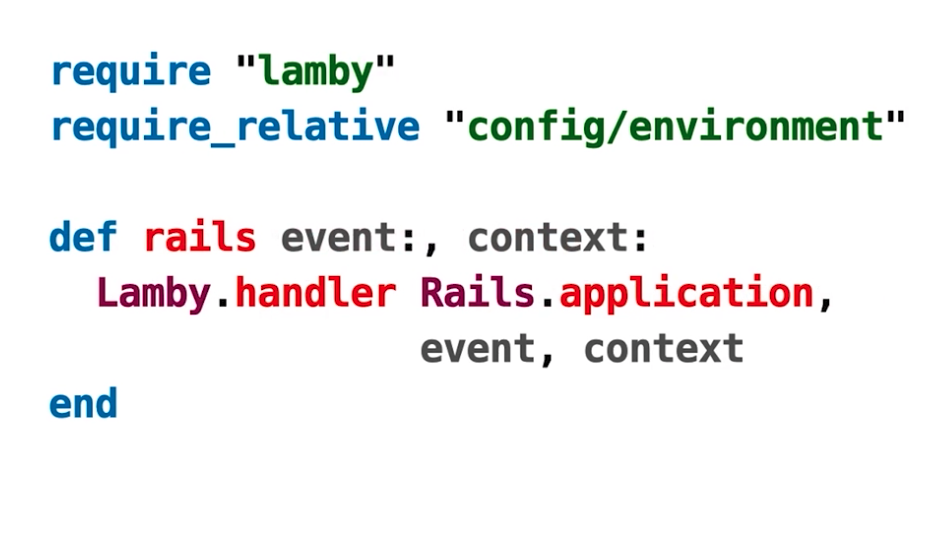 require "lamby"
require_relative "config/environment"
def rails event:, context:
Lamby.handler Rails.application,
event, context
end